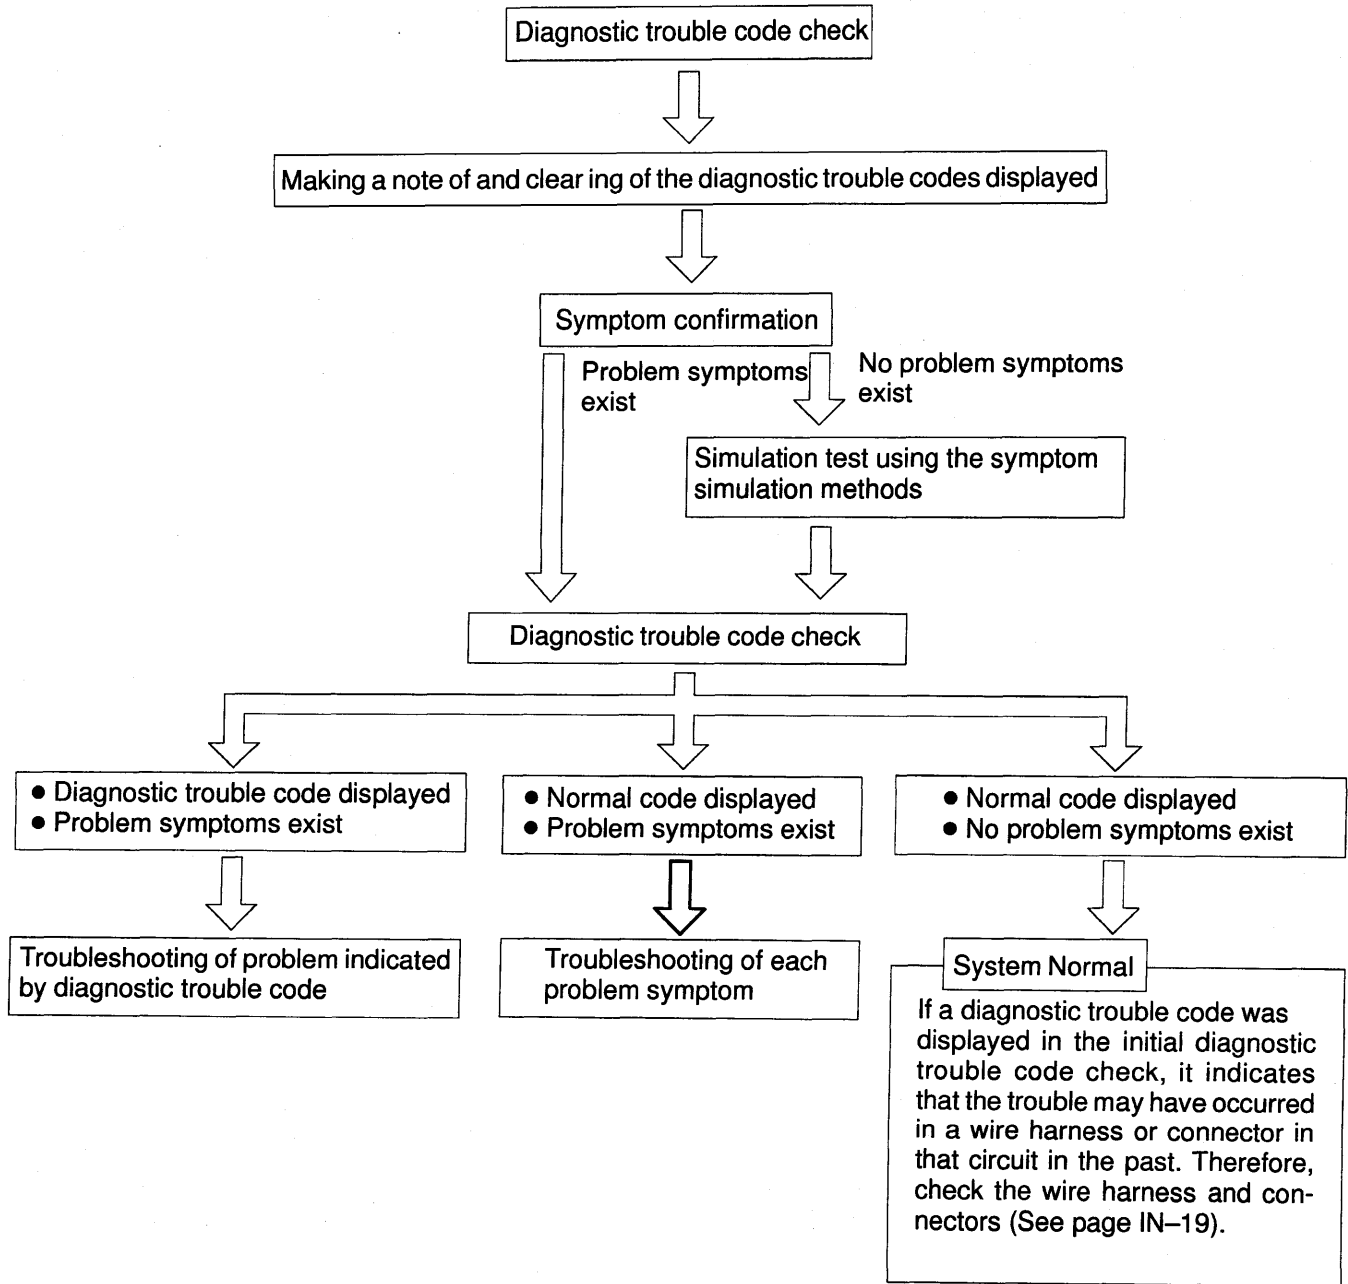 Diagnostic trouble code check
Making a note of and clear ing of the diagnostic trouble codes displayed
Symptom confirmation
Problem symptoms
exist
No problem symptoms
exist
Simulation test using the symptom
simulation methods
Diagnostic trouble code check
● Diagnostic trouble code displayed
● Problem symptoms exist
● Normal code displayed
● Problem symptoms exist
● Normal code displayed
● No problem symptoms exist
Troubleshooting of problem indicated
by diagnostic trouble code
Troubleshooting of each
problem symptom
System Normal
If a diagnostic trouble code was
displayed in the initial diagnostic
trouble code check, it indicates
that the trouble may have occurred
in a wire harness or connector in
that circuit in the past. Therefore,
check the wire harness and con-
nectors (See page IN–19).